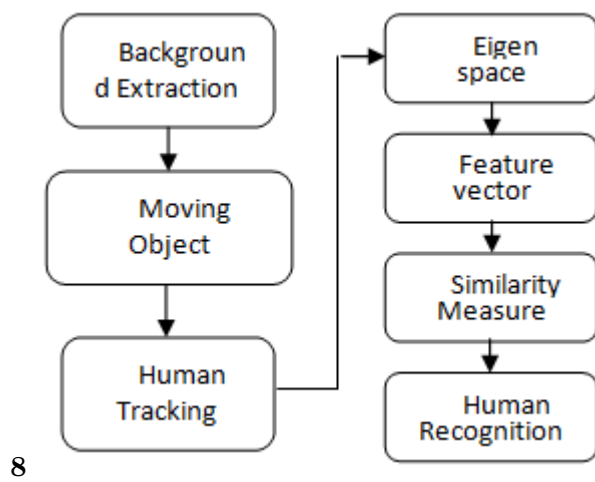 Backgroun
d Extraction
Moving
Object
Human
Tracking
Eigen
space
Feature
vector
Similarity
Measure
Human
Recognition
8